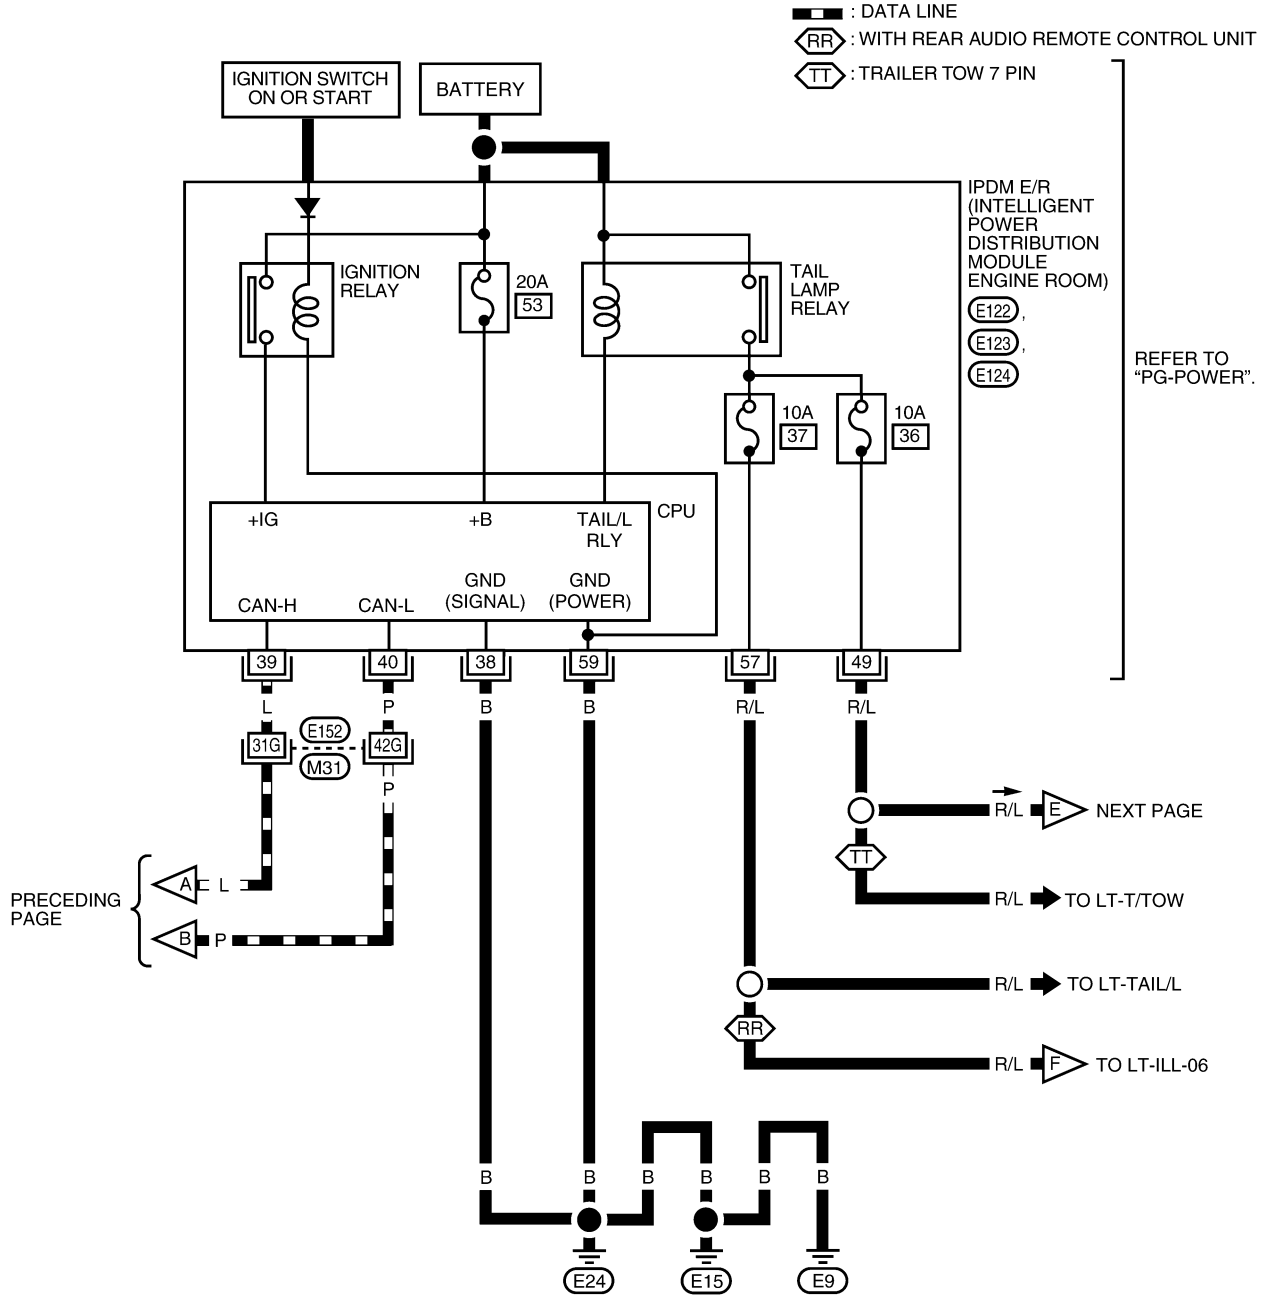 : DATA LINE
RR : WITH REAR AUDIO REMOTE CONTROL UNIT
TT : TRAILER TOW 7 PIN
IGNITION SWITCH
ON OR START
BATTERY
IPDM E/R
(INTELLIGENT
POWER
DISTRIBUTION
MODULE
ENGINE ROOM)
E122 ,
E123 ,
E124
REFER TO
“PG-POWER”.
IGNITION
RELAY
20A
53
TAIL
LAMP
RELAY
10A
37
10A
36
CPU
+IG
+B
TAIL/L
RLY
CAN-H
CAN-L
GND
(SIGNAL)
GND
(POWER)
39
40
38
59
57
49
L
P
B
B
R/L
R/L
31G
E152
M31
42G
P
R/L
E
NEXT PAGE
TT
R/L
TO LT-T/TOW
PRECEDING
PAGE
A
L
B
P
R/L
TO LT-TAIL/L
RR
R/L
F
TO LT-ILL-06
B
B
B
B
B
B
E24
E15
E9